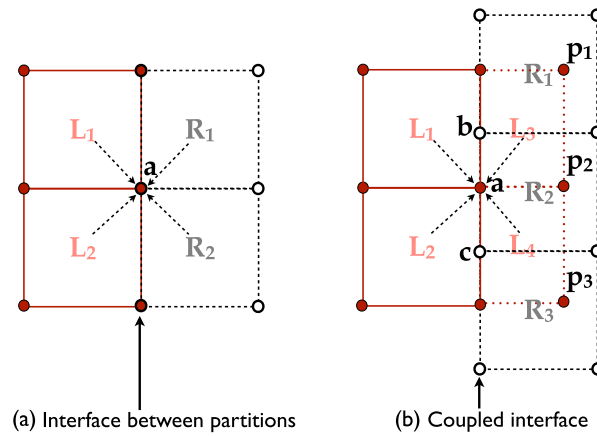 L₁ R₁
a
L₂ R₂
(a) Interface between partitions
p₁
R₁
L₁ b L₃
p₂
a R₂
L₂ c L₄
p₃
R₃
(b) Coupled interface